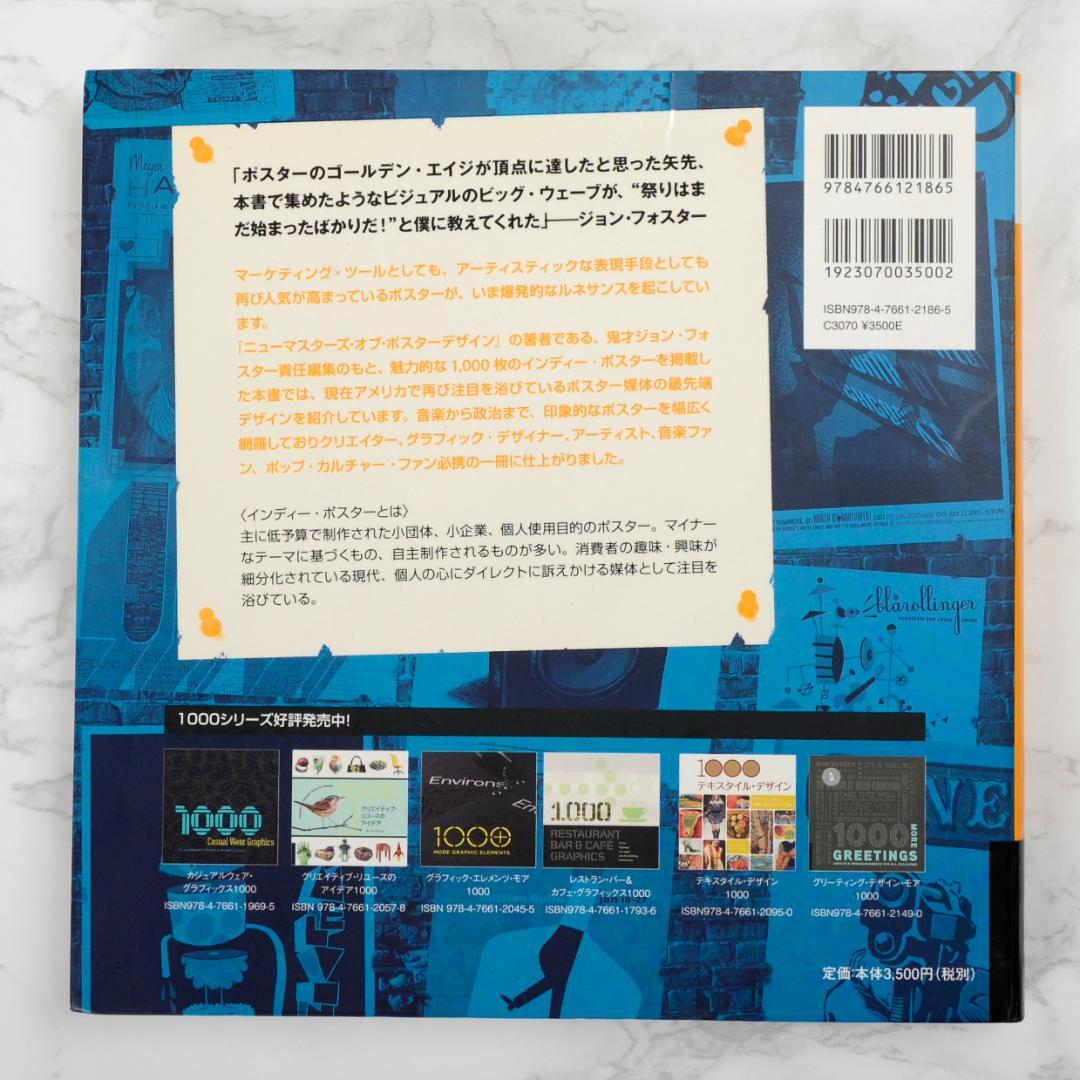 「ポスターのゴールデン・エイジが頂点に達したと思った矢先、
本書で集めたようなビジュアルのビッグ・ウェーブが、“祭りはま
だ始まったばかりだ！”と僕に教えてくれた」──ジョン・フォスター
マーケティング・ツールとしても、アーティスティックな表現手段としても
再び人気が高まっているポスターが、いま爆発的なルネサンスを起こしてい
ます。
『ニューマスターズ・オブ・ポスターデザイン』の著者である、鬼才ジョン・フォ
スター責任編集のもと、魅力的な1,000枚のインディー・ポスターを掲載し
た本書では、現在アメリカで再び注目を浴びているポスター媒体の最先端
デザインを紹介しています。音楽から政治まで、印象的なポスターを幅広く
網羅しておりクリエイター、グラフィック・デザイナー、アーティスト、音楽ファ
ン、ポップ・カルチャー・ファン必携の一冊に仕上がりました。
〈インディー・ポスターとは〉
主に低予算で制作された小団体、小企業、個人使用目的のポスター。マイナー
なテーマに基づくもの、自主制作されるものが多い。消費者の趣味・興味が
細分化されている現代、個人の心にダイレクトに訴えかける媒体として注目を
浴びている。
9784766121865
1923070035002
ISBN978-4-7661-2186-5
C3070 ¥3500E
Mayer
HA
blårollinger
1000シリーズ好評発売中！
1000
Casual Wear Graphics
クリエイティブ・
リユースの
アイデア
Environs
1000
MORE GRAPHIC ELEMENTS
1,000
RESTAURANT
BAR & CAFÉ
GRAPHICS
1000
テキスタイル・デザイン
1000
MORE
GREETINGS
カジュアルウェア・
グラフィックス1000
ISBN978-4-7661-1969-5
クリエイティブ・リユースの
アイデア1000
ISBN 978-4-7661-2057-8
グラフィック・エレメンツ・モア
1000
ISBN 978-4-7661-2045-5
レストラン・バー&
カフェ・グラフィックス1000
ISBN978-4-7661-1793-6
テキスタイル・デザイン
1000
ISBN978-4-7661-2095-0
グリーティング・デザイン・モア
1000
ISBN978-4-7661-2149-0
定価：本体3,500円（税別）